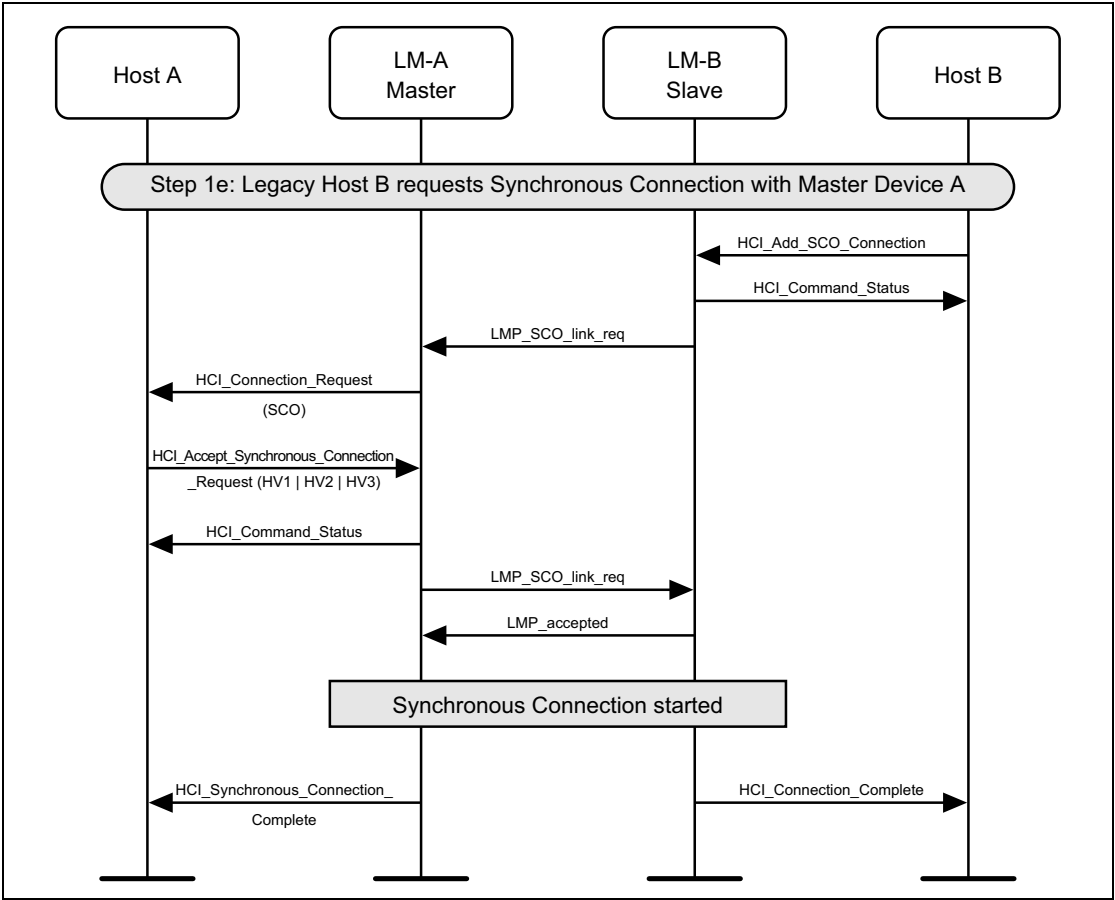 Host A
LM-A
Master
LM-B
Slave
Host B
Step 1e: Legacy Host B requests Synchronous Connection with Master Device A
HCI_Add_SCO_Connection
HCI_Command_Status
LMP_SCO_link_req
HCI_Connection_Request
(SCO)
HCI_Accept_Synchronous_Connection
_Request (HV1 | HV2 | HV3)
HCI_Command_Status
LMP_SCO_link_req
LMP_accepted
Synchronous Connection started
HCI_Synchronous_Connection_
Complete
HCI_Connection_Complete